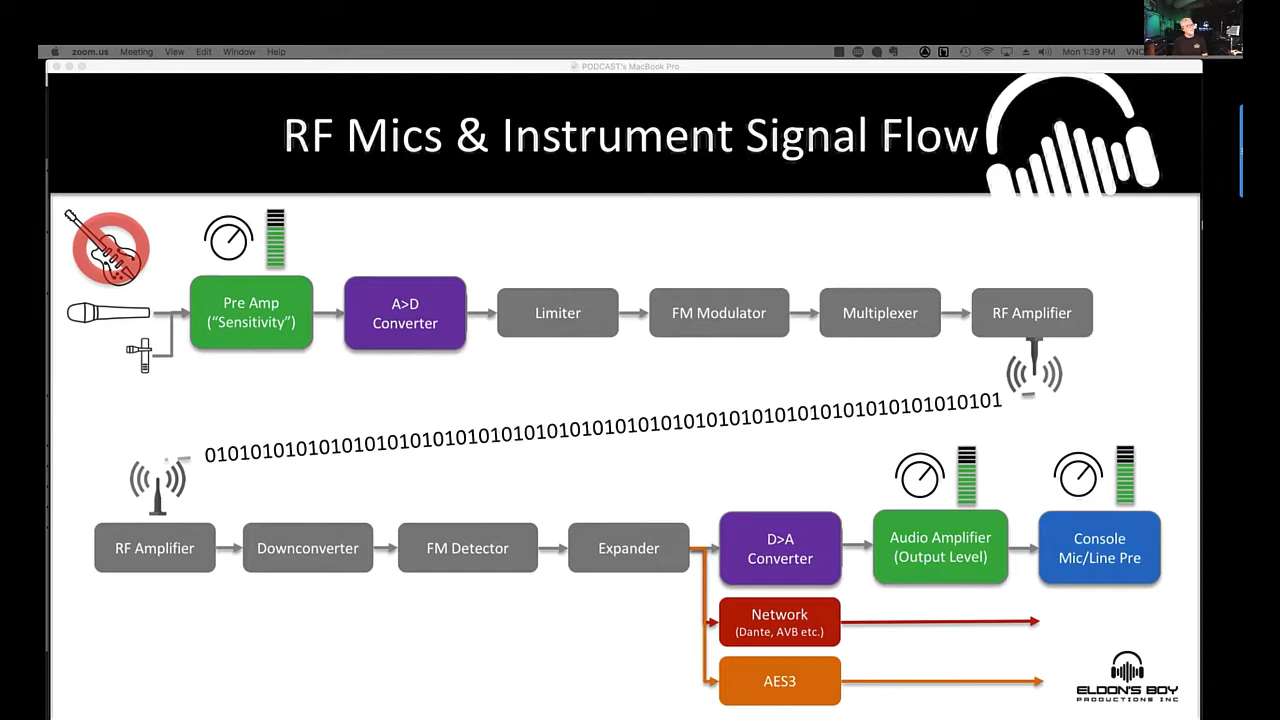 zoom.us Meeting View Edit Window Help
Mon 1:39 PM VNC
PODCAST's MacBook Pro
RF Mics & Instrument Signal Flow
Pre Amp
("Sensitivity")
A>D
Converter
Limiter
FM Modulator
Multiplexer
RF Amplifier
0101010101010101010101010101010101010101010101010101010101010101010101
RF Amplifier
Downconverter
FM Detector
Expander
D>A
Converter
Audio Amplifier
(Output Level)
Console
Mic/Line Pre
Network
(Dante, AVB etc.)
AES3
ELDON'S BOY
PRODUCTIONS INC